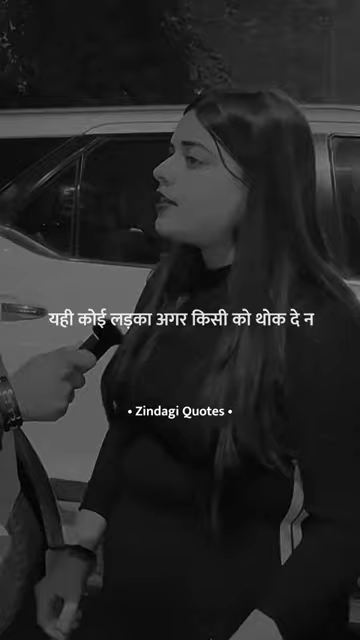 यही कोई लड़का अगर किसी को थोक दे न
• Zindagi Quotes •